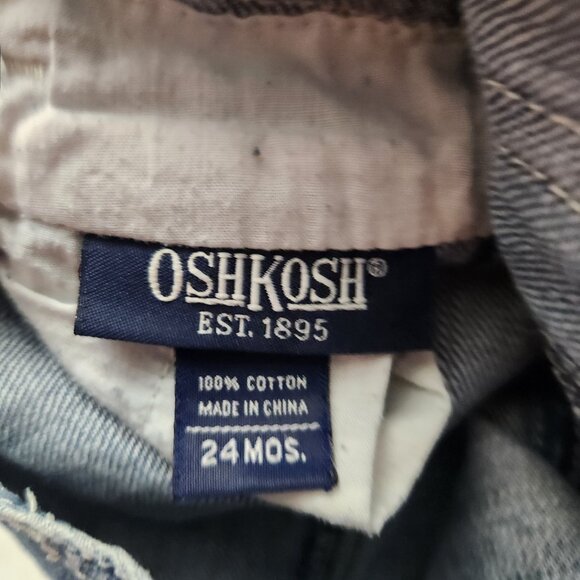 OSHKOSH®
EST. 1895
100% COTTON
MADE IN CHINA
24 MOS.